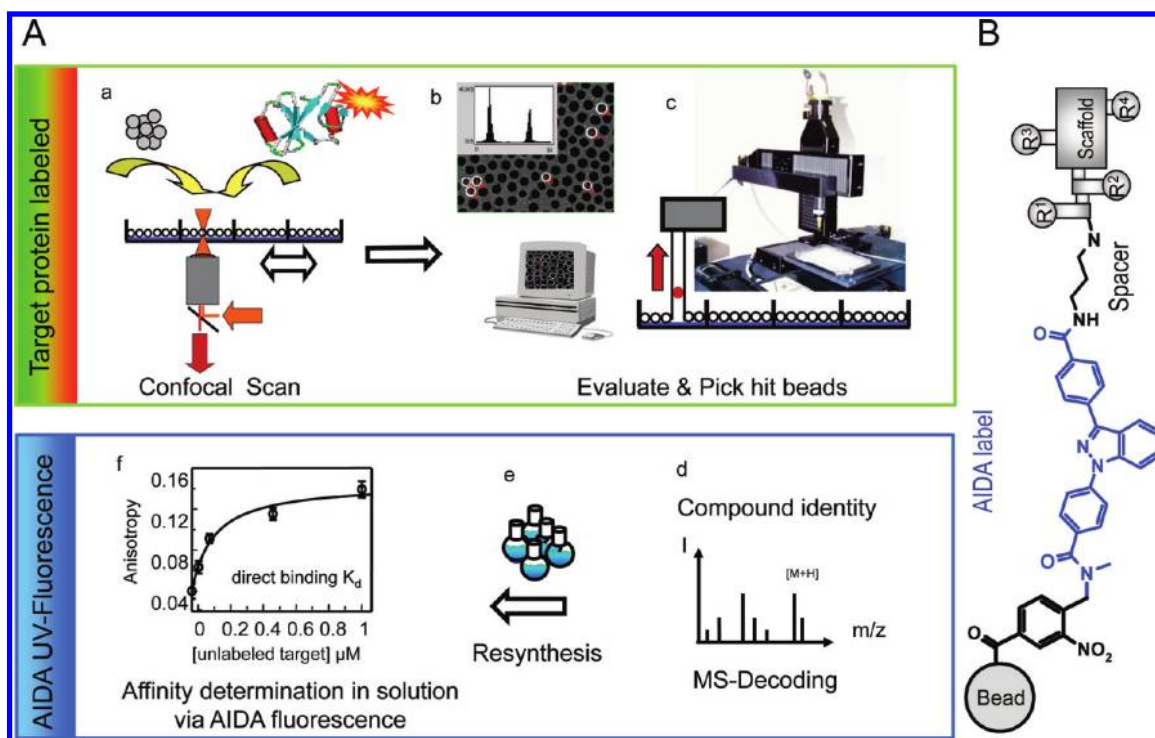 A
B
Target protein labeled
a
b
c
Confocal Scan
Evaluate & Pick hit beads
AIDA UV-Fluorescence
f
e
d
Anisotropy
0.16
0.12
0.08
0.04
direct binding Kd
0 0.2 0.4 0.6 0.8 1
[unlabeled target] µM
Affinity determination in solution
via AIDA fluorescence
Resynthesis
Compound identity
I
[M+H]
m/z
MS-Decoding
R4
Scaffold
R3
R2
R1
N
Spacer
NH
O
AIDA label
N
N
O
N
O
NO2
Bead